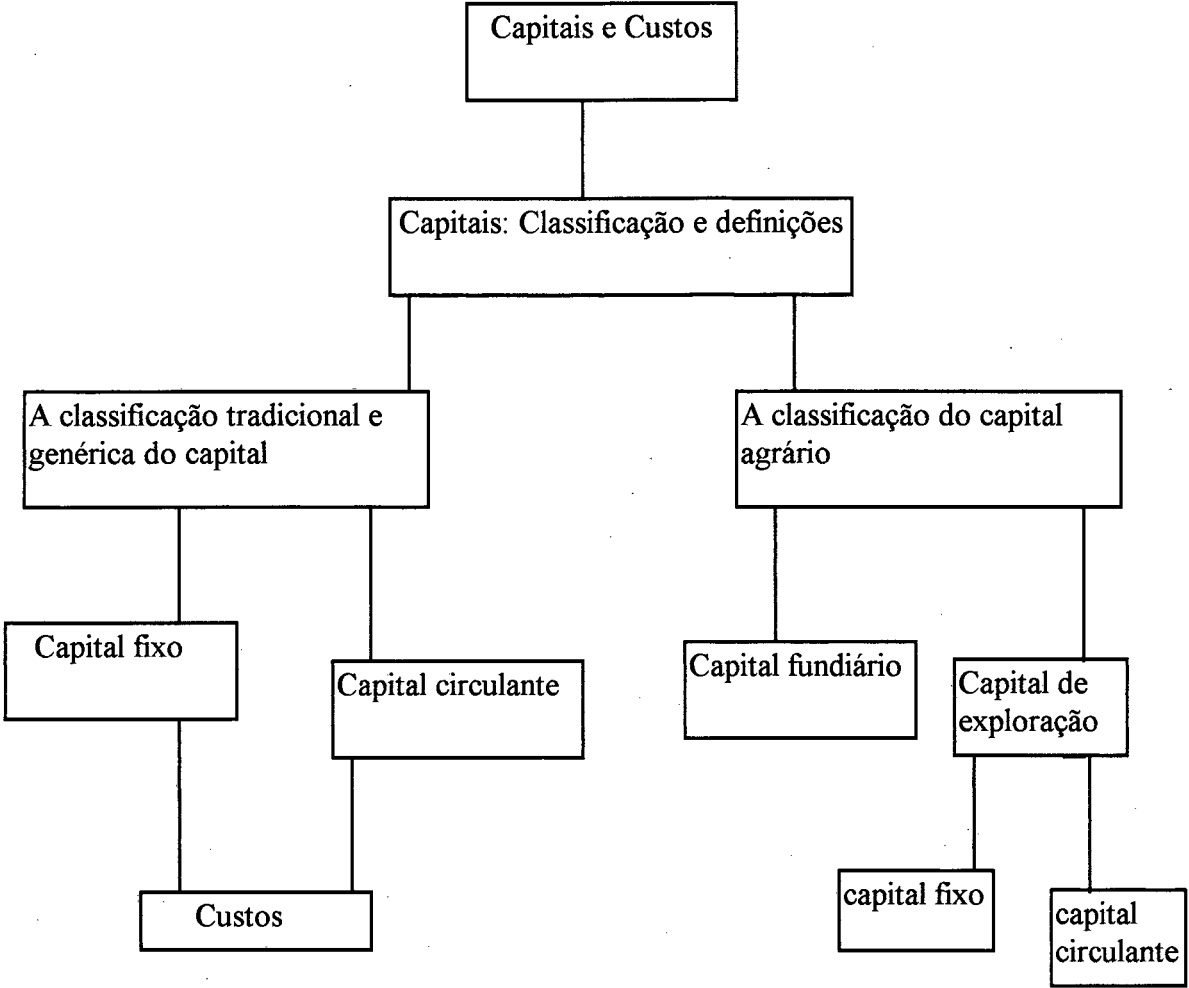 Capitais e Custos
Capitais: Classificação e definições
A classificação tradicional e
genérica do capital
A classificação do capital
agrário
Capital fixo
Capital circulante
Capital fundiário
Capital de
exploração
Custos
capital fixo
capital
circulante